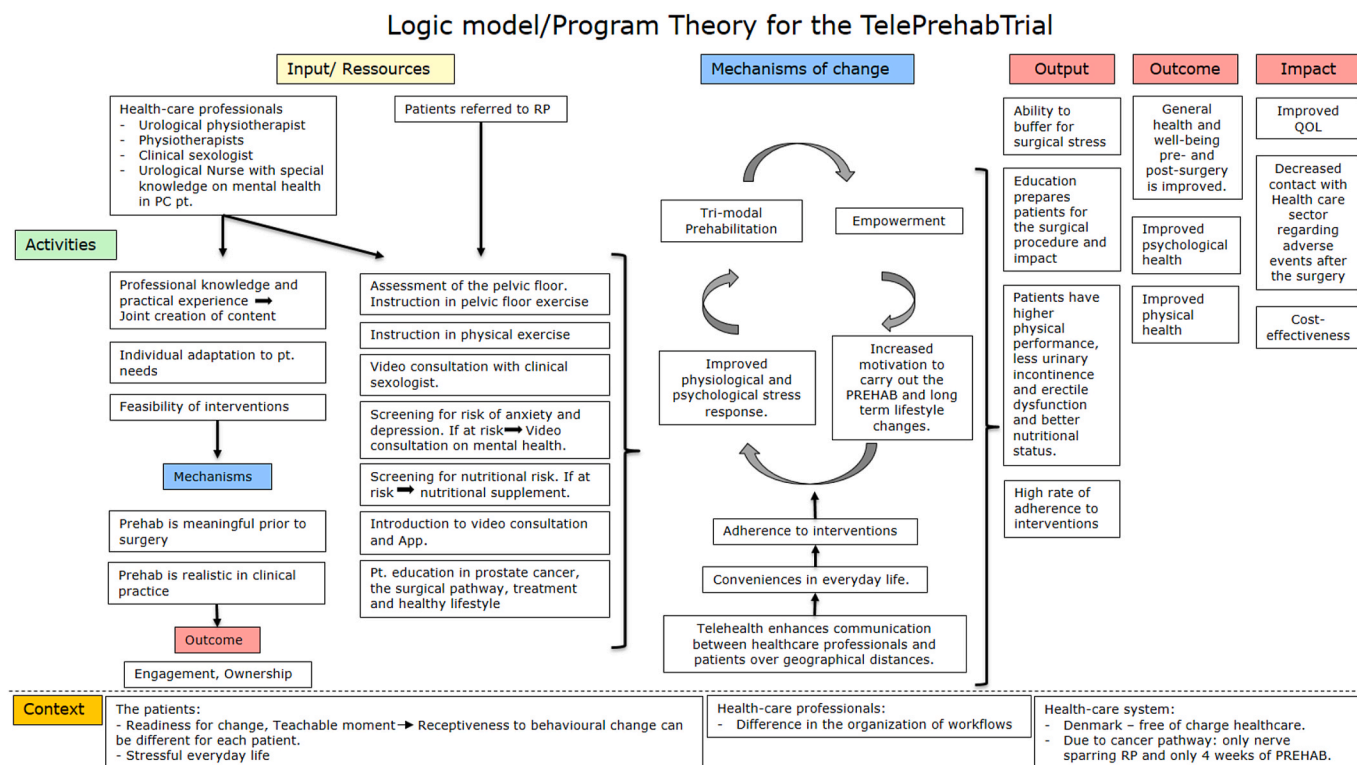 Logic model/Program Theory for the TelePrehabTrial
Input/ Ressources
Mechanisms of change
Output
Outcome
Impact
Health-care professionals
- Urological physiotherapist
- Physiotherapists
- Clinical sexologist
- Urological Nurse with special
knowledge on mental health
in PC pt.
Patients referred to RP
Activities
Professional knowledge and
practical experience ➡
Joint creation of content
Individual adaptation to pt.
needs
Feasibility of interventions
Mechanisms
Prehab is meaningful prior to
surgery
Prehab is realistic in clinical
practice
Outcome
Engagement, Ownership
Assessment of the pelvic floor.
Instruction in pelvic floor exercise
Instruction in physical exercise
Video consultation with clinical
sexologist.
Screening for risk of anxiety and
depression. If at risk ➡ Video
consultation on mental health.
Screening for nutritional risk. If at
risk ➡ nutritional supplement.
Introduction to video consultation
and App.
Pt. education in prostate cancer,
the surgical pathway, treatment
and healthy lifestyle
Tri-modal
Prehabilitation
Empowerment
Improved
physiological and
psychological stress
response.
Increased
motivation to
carry out the
PREHAB and long
term lifestyle
changes.
Adherence to interventions
Conveniences in everyday life.
Telehealth enhances communication
between healthcare professionals and
patients over geographical distances.
Ability to
buffer for
surgical stress
Education
prepares
patients for
the surgical
procedure and
impact
Patients have
higher
physical
performance,
less urinary
incontinence
and erectile
dysfunction
and better
nutritional
status.
High rate of
adherence to
interventions
General
health and
well-being
pre- and
post-surgery
is improved.
Improved
psychological
health
Improved
physical
health
Improved
QOL
Decreased
contact with
Health care
sector
regarding
adverse
events after
the surgery
Cost-
effectiveness
Context
The patients:
- Readiness for change, Teachable moment ➡ Receptiveness to behavioural change can
be different for each patient.
- Stressful everyday life
Health-care professionals:
- Difference in the organization of workflows
Health-care system:
- Denmark – free of charge healthcare.
- Due to cancer pathway: only nerve
sparring RP and only 4 weeks of PREHAB.